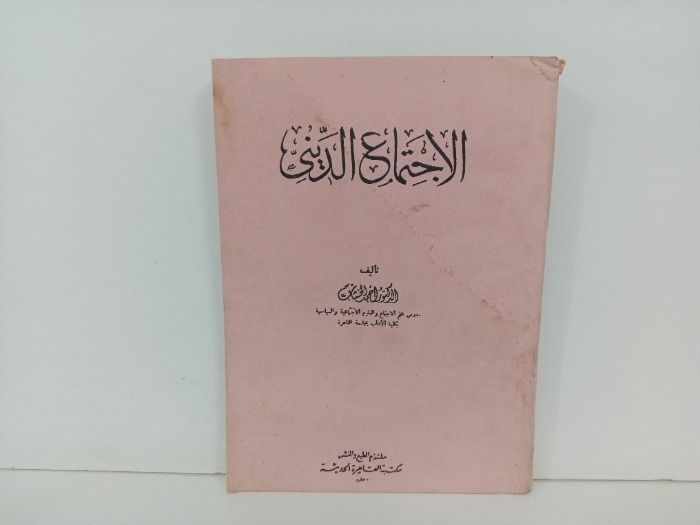 الاجتماع الدينى
تأليف
الدكتور أحمد الخشاب
مدرس علم الاجتماع والعلوم الاجتماعية والسياسية
بكلية الآداب بجامعة القاهرة
ملتزم الطبع والنشر
مكتبة القاهرة الحديثة